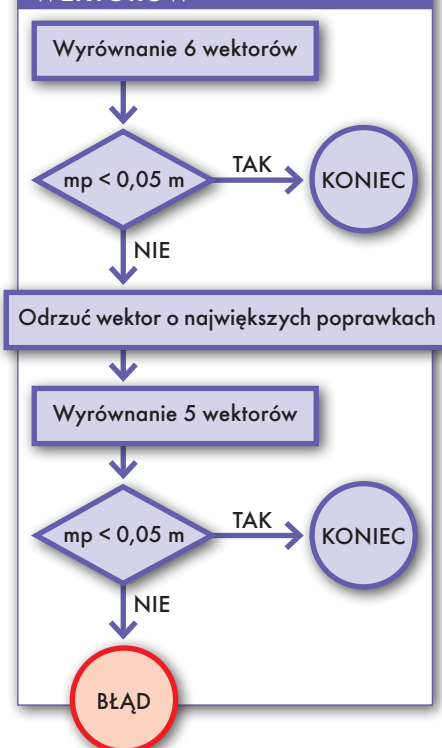 Wyrównanie 6 wektorów
mp < 0,05 m
TAK
KONIEC
NIE
Odrzuć wektor o największych poprawkach
Wyrównanie 5 wektorów
mp < 0,05 m
TAK
KONIEC
NIE
BŁĄD